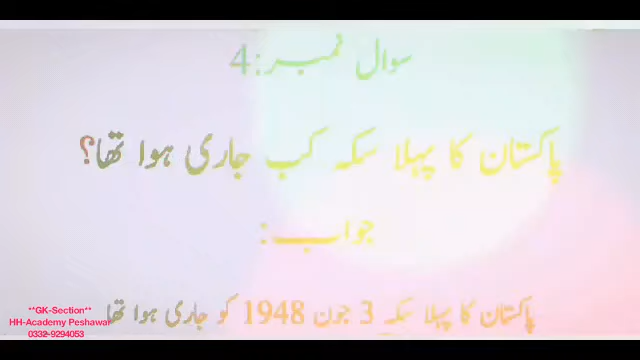 سوال نمبر:4
پاکستان کا پہلا سکہ کب جاری ہوا تھا؟
جواب:
پاکستان کا پہلا سکہ 3 جون 1948 کو جاری ہوا تھا
**GK-Section**
HH-Academy Peshawar
0332-9294053